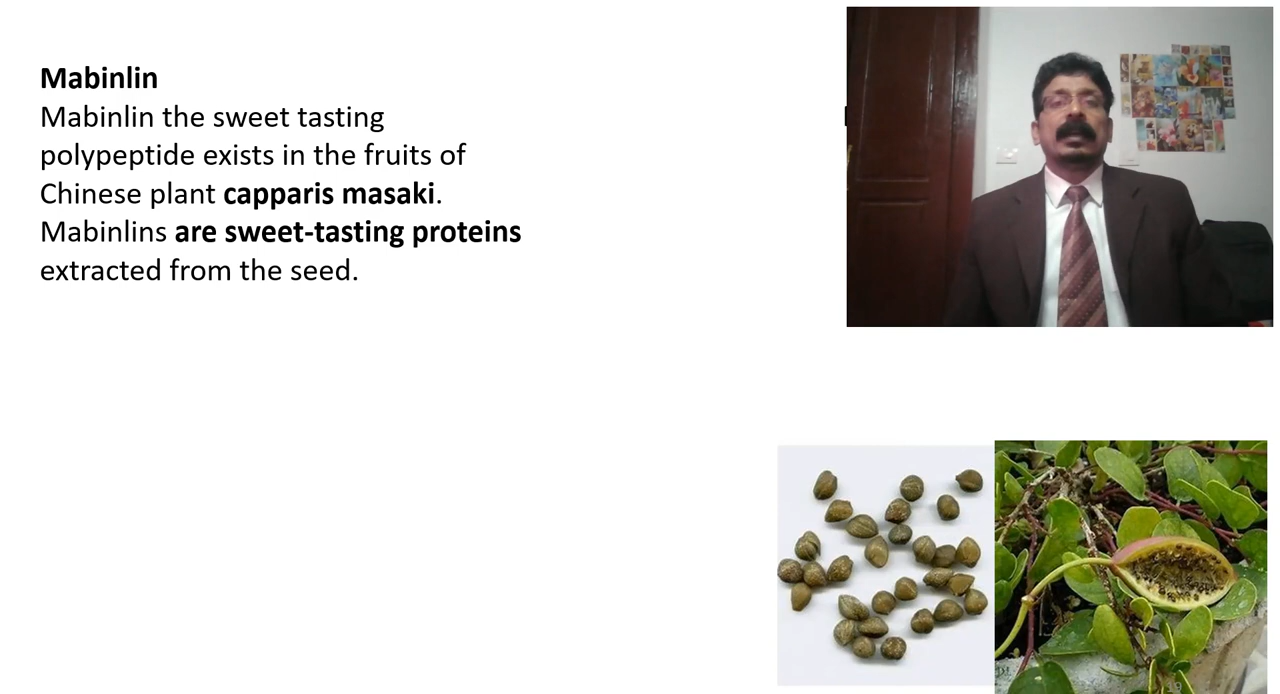 Mabinlin
Mabinlin the sweet tasting
polypeptide exists in the fruits of
Chinese plant capparis masaki.
Mabinlins are sweet-tasting proteins
extracted from the seed.